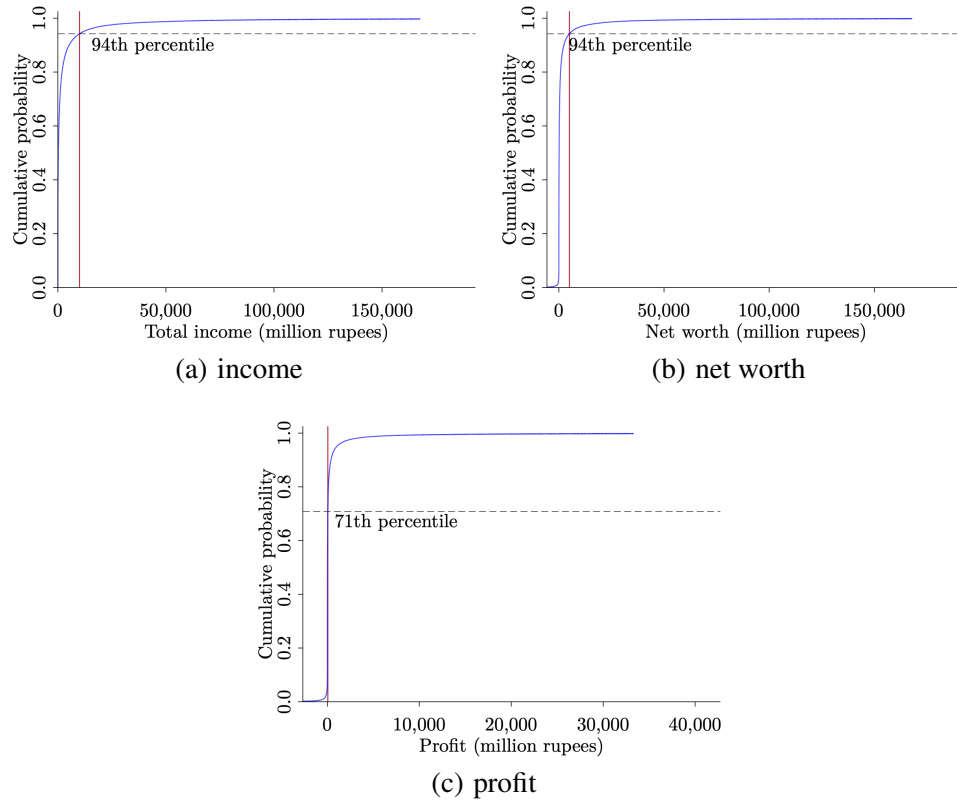 Cumulative probability
1.0
0.8
0.6
0.4
0.2
0.0
94th percentile
0 50,000 100,000 150,000
Total income (million rupees)
(a) income
Cumulative probability
1.0
0.8
0.6
0.4
0.2
0.0
94th percentile
0 50,000 100,000 150,000
Net worth (million rupees)
(b) net worth
Cumulative probability
1.0
0.8
0.6
0.4
0.2
0.0
71th percentile
0 10,000 20,000 30,000 40,000
Profit (million rupees)
(c) profit